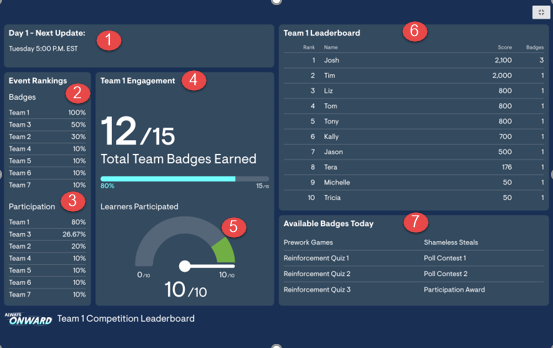 Day 1 - Next Update:
Tuesday 5:00 P.M. EST
1
Event Rankings
2
Badges
Team 1 100%
Team 3 50%
Team 2 30%
Team 4 10%
Team 5 10%
Team 6 10%
Team 7 10%
3
Participation
Team 1 80%
Team 3 26.67%
Team 2 20%
Team 4 10%
Team 5 10%
Team 6 10%
Team 7 10%
Team 1 Engagement
4
12/15
Total Team Badges Earned
80% 15/15
Learners Participated
5
0/10 10/10
10/10
Team 1 Leaderboard
6
Rank Name Score Badges
1 Josh 2,100 3
2 Tim 2,000 1
3 Liz 800 1
4 Tom 800 1
5 Tony 800 1
6 Kally 700 1
7 Jason 500 1
8 Tera 176 1
9 Michelle 50 1
10 Tricia 50 1
7
Available Badges Today
Prework Games Shameless Steals
Reinforcement Quiz 1 Poll Contest 1
Reinforcement Quiz 2 Poll Contest 2
Reinforcement Quiz 3 Participation Award
ALWAYS
ONWARD
Team 1 Competition Leaderboard